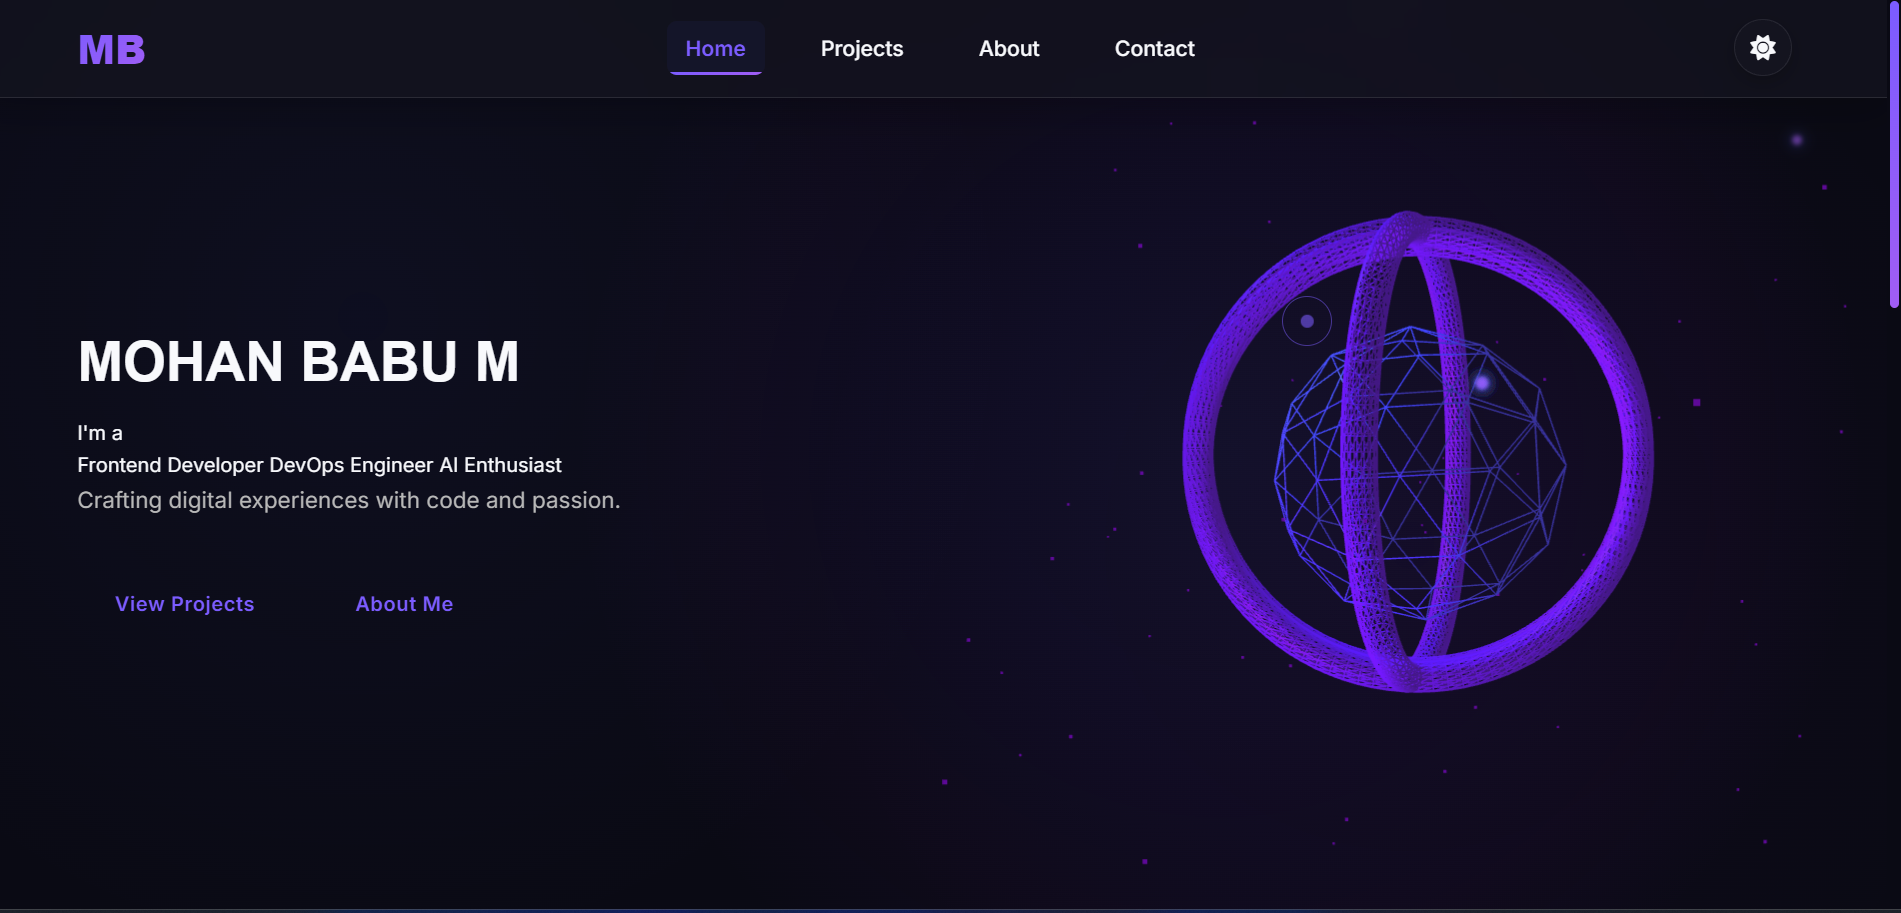 MB
Home
Projects
About
Contact
MOHAN BABU M
I'm a
Frontend Developer DevOps Engineer AI Enthusiast
Crafting digital experiences with code and passion.
View Projects
About Me